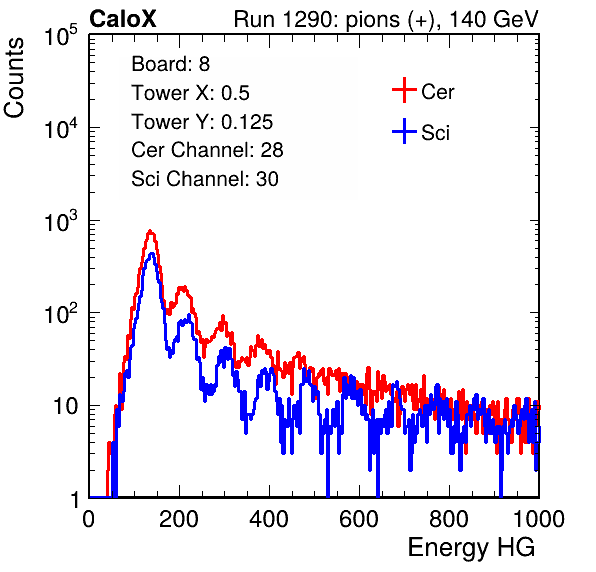 CaloX Run 1290: pions (+), 140 GeV
Counts
10^5
10^4
10^3
10^2
10
1
Board: 8
Tower X: 0.5
Tower Y: 0.125
Cer Channel: 28
Sci Channel: 30
Cer
Sci
0 200 400 600 800 1000
Energy HG